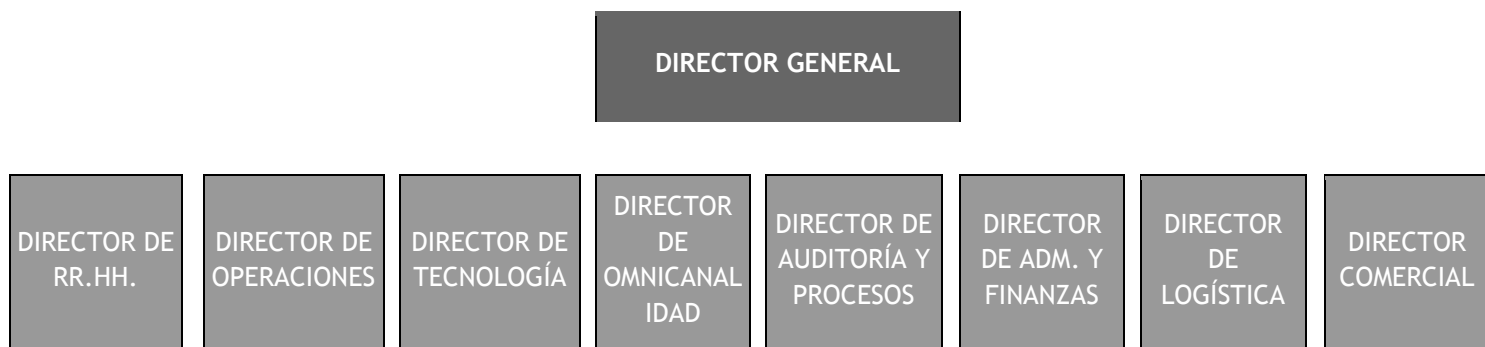 DIRECTOR GENERAL
DIRECTOR DE
RR.HH.
DIRECTOR DE
OPERACIONES
DIRECTOR DE
TECNOLOGÍA
DIRECTOR
DE
OMNICANAL
IDAD
DIRECTOR DE
AUDITORÍA Y
PROCESOS
DIRECTOR
DE ADM. Y
FINANZAS
DIRECTOR
DE
LOGÍSTICA
DIRECTOR
COMERCIAL